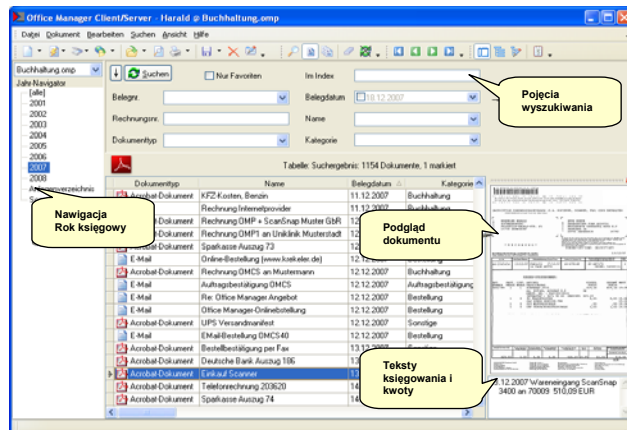 Office Manager Client/Server - Harald @ Buchhaltung.omp
Datei Dokument Bearbeiten Suchen Ansicht Hilfe
Buchhaltung.omp
Jahr-Navigator
[alle]
2001
2002
2003
2004
2005
2006
2007
2008
Suchen
Nur Favoriten
Im Index
Belegnr.
Belegdatum
10.12.2007
Rechnungsnr.
Name
Dokumenttyp
Kategorie
Pojęcia
wyszukiwania
Tabelle: Suchergebnis: 1154 Dokumente, 1 markiert
Dokumenttyp Name Belegdatum Kategorie
Acrobat-Dokument KFZ-Kosten, Benzin 11.12.2007 Buchhaltung
Rechnung Internetprovider 11.12.2007 Buchhaltung
Acrobat-Dokument Rechnung OMP + ScanSnap Muster GbR
Acrobat-Dokument Rechnung OMP1 an Uniklinik Musterstadt
Acrobat-Dokument Sparkasse Auszug 73
E-Mail Online-Bestellung (www.krekeler.de)
Acrobat-Dokument Rechnung OMCS an Mustermann 12.12.2007 Buchhaltung
E-Mail Auftragsbestätigung OMCS 12.12.2007 Auftragsbestätigung
E-Mail Re: Office Manager Angebot 12.12.2007 Bestellung
E-Mail Office Manager-Onlinebestellung 12.12.2007 Bestellung
Acrobat-Dokument UPS Versandmanifest 12.12.2007 Sonstige
E-Mail EMail-Bestellung OMCS40 12.12.2007 Bestellung
Acrobat-Dokument Bestellbestätigung per Fax
Acrobat-Dokument Deutsche Bank Auszug 186
Acrobat-Dokument Einkauf Scanner
Acrobat-Dokument Telefonrechnung 203620
Acrobat-Dokument Sparkasse Auszug 74
Nawigacja
Rok księgowy
Podgląd
dokumentu
Teksty
księgowania i
kwoty
.12.2007 Wareneingang ScanSnap
3400 an 70009 510,09 EUR